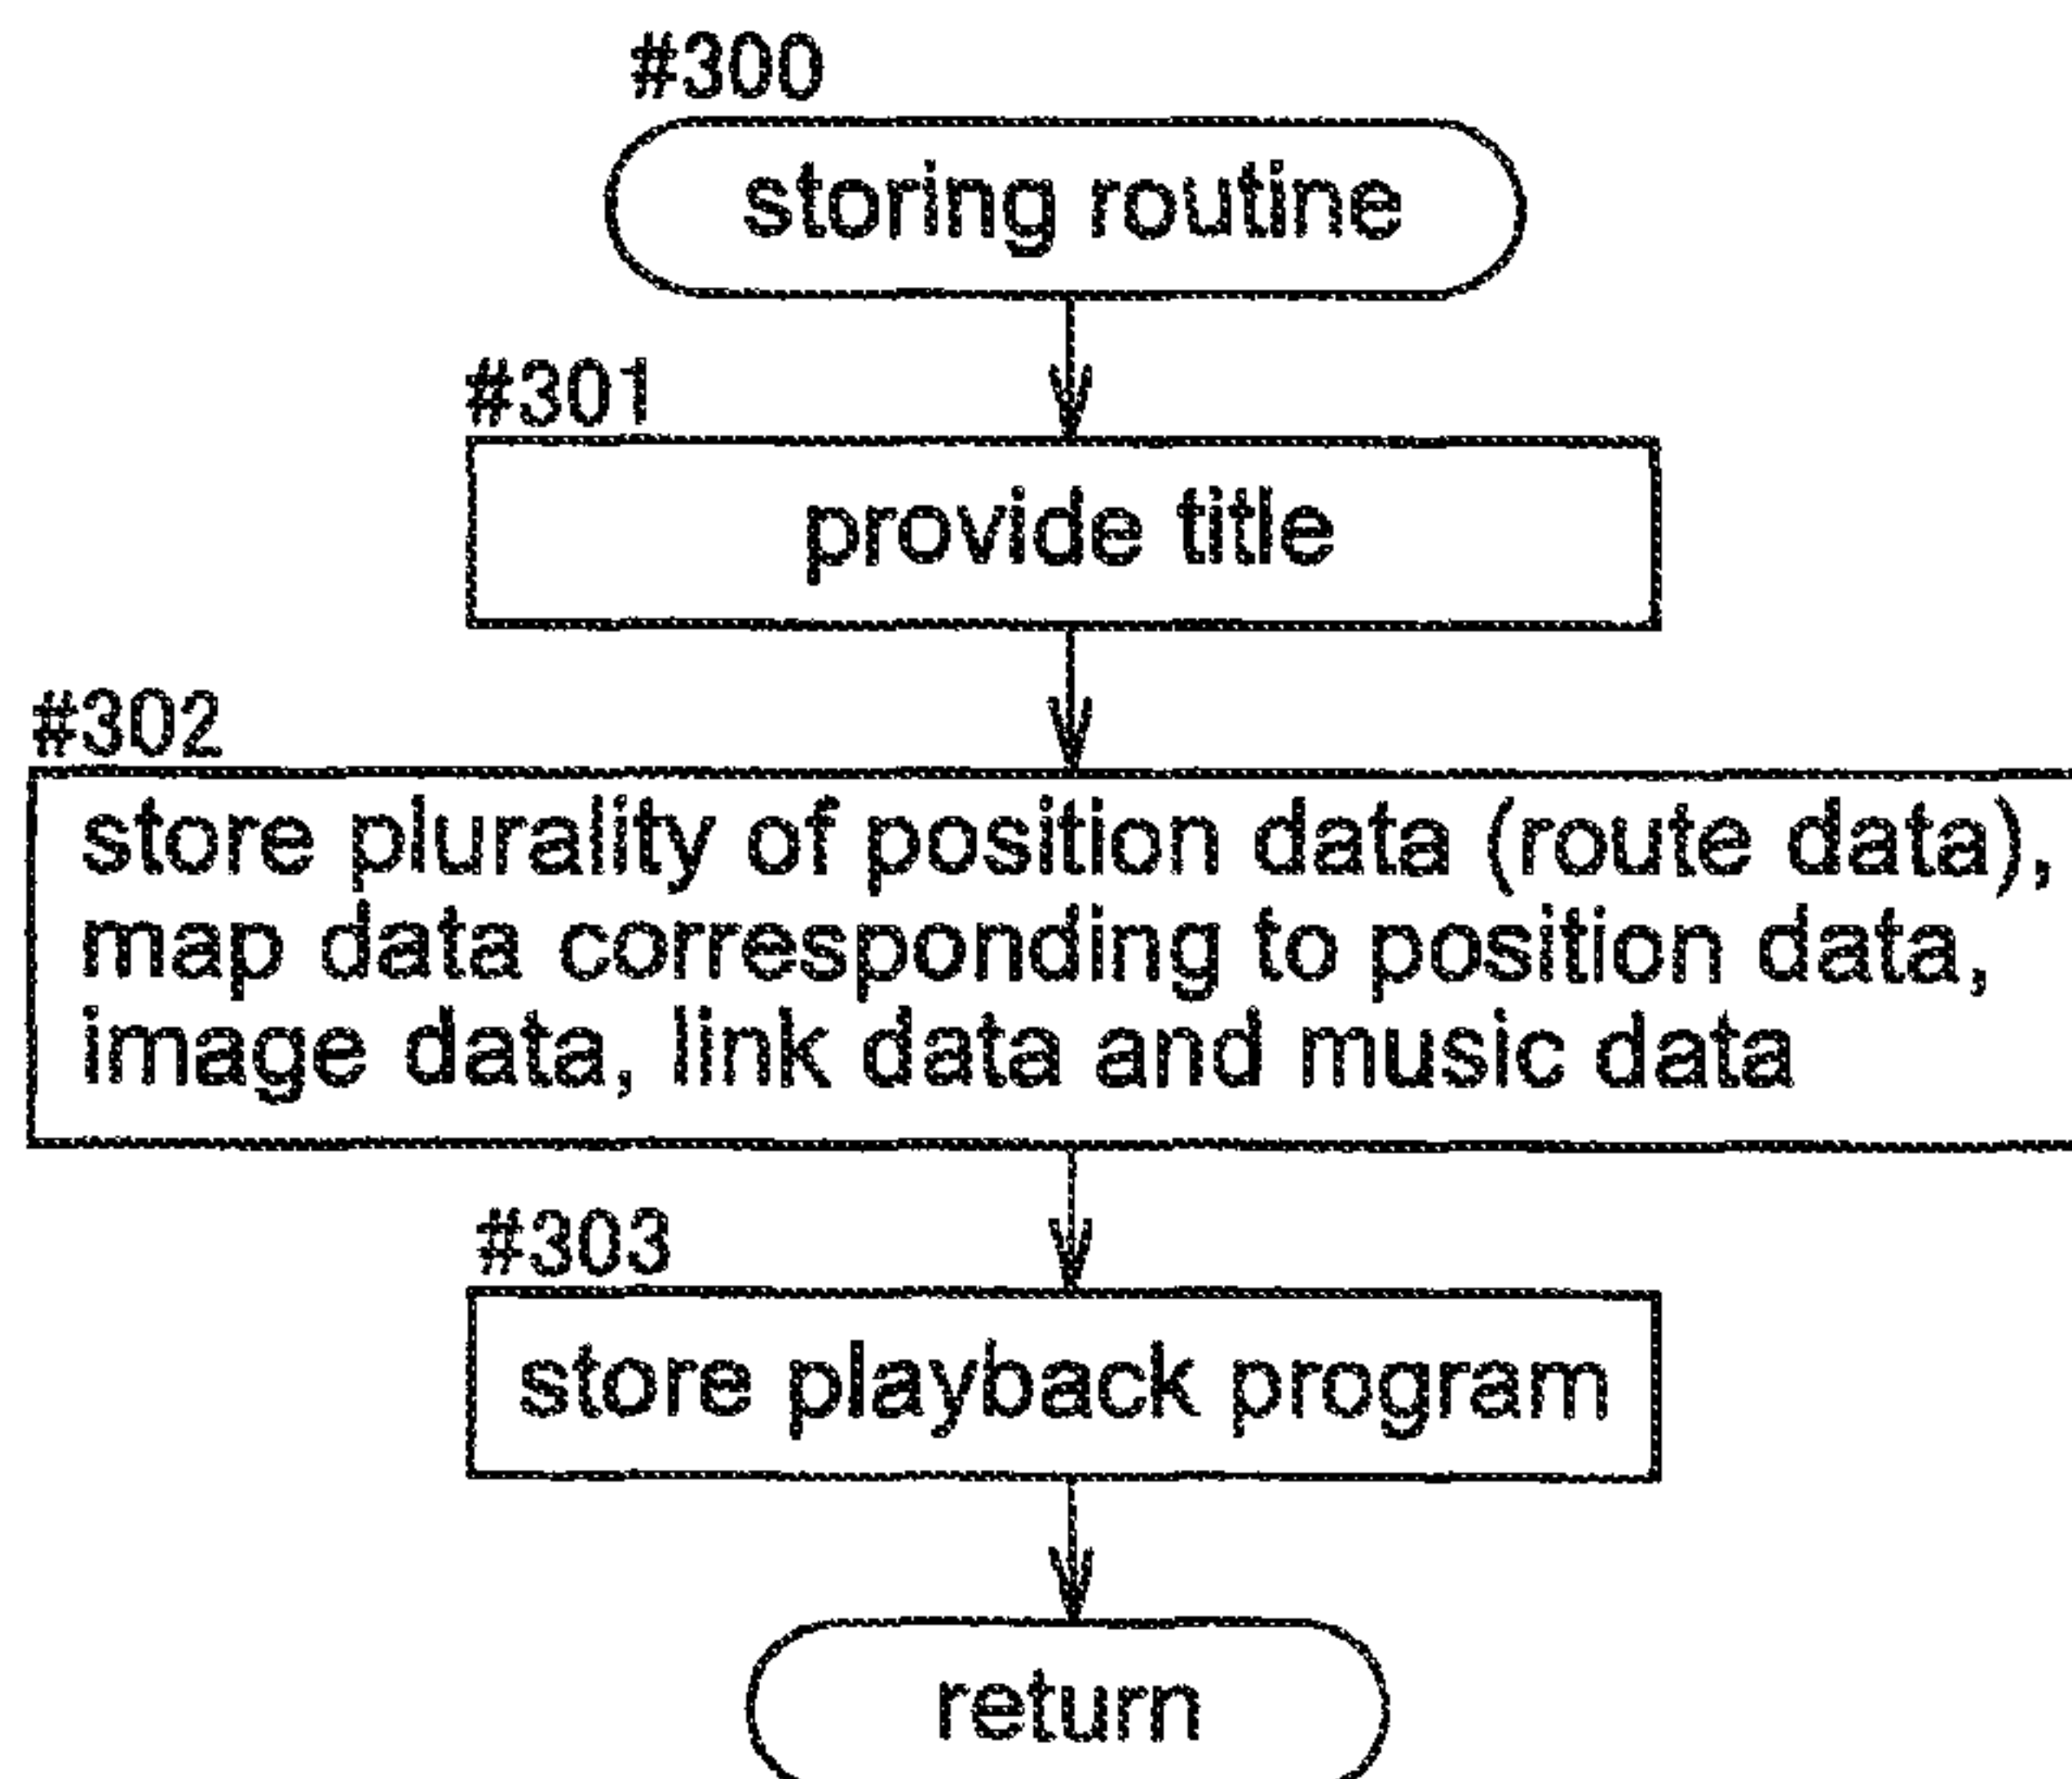 #300
storing routine
#301
provide title
#302
store plurality of position data (route data),
map data corresponding to position data,
image data, link data and music data
#303
store playback program
return